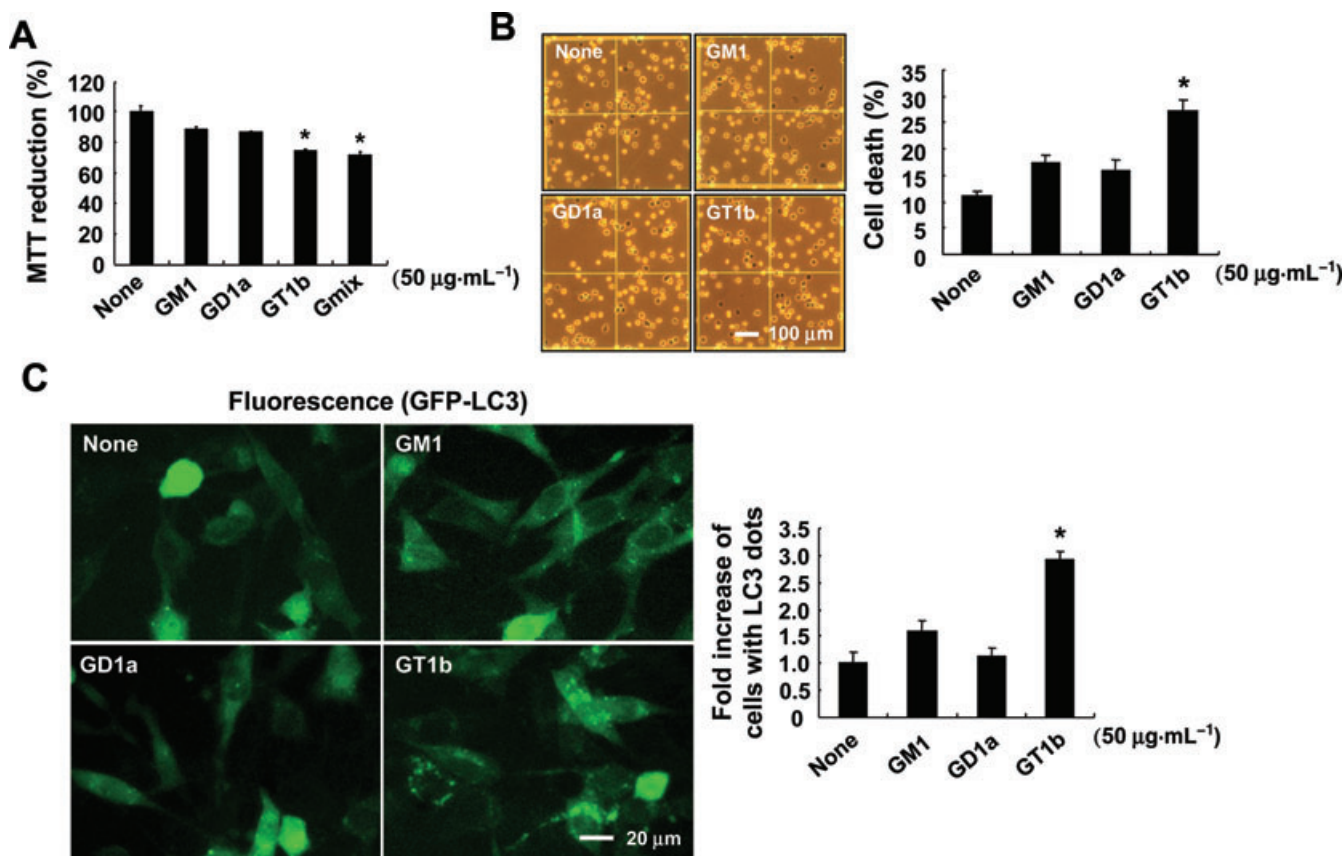 A
MTT reduction (%)
120
100
80
60
40
20
0
* *
None GM1 GD1a GT1b Gmix
(50 µg·mL⁻¹)
B
None GM1
GD1a GT1b
100 µm
Cell death (%)
35
30
25
20
15
10
5
0
*
None GM1 GD1a GT1b
(50 µg·mL⁻¹)
C
Fluorescence (GFP-LC3)
None GM1
GD1a GT1b
20 µm
Fold increase of
cells with LC3 dots
3.5
3.0
2.5
2.0
1.5
1.0
0.5
0
*
None GM1 GD1a GT1b
(50 µg·mL⁻¹)